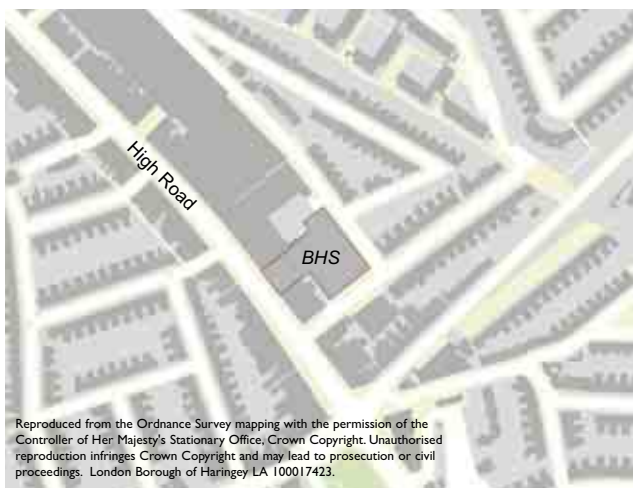 High Road
BHS
Reproduced from the Ordnance Survey mapping with the permission of the
Controller of Her Majesty's Stationary Office, Crown Copyright. Unauthorised
reproduction infringes Crown Copyright and may lead to prosecution or civil
proceedings. London Borough of Haringey LA 100017423.